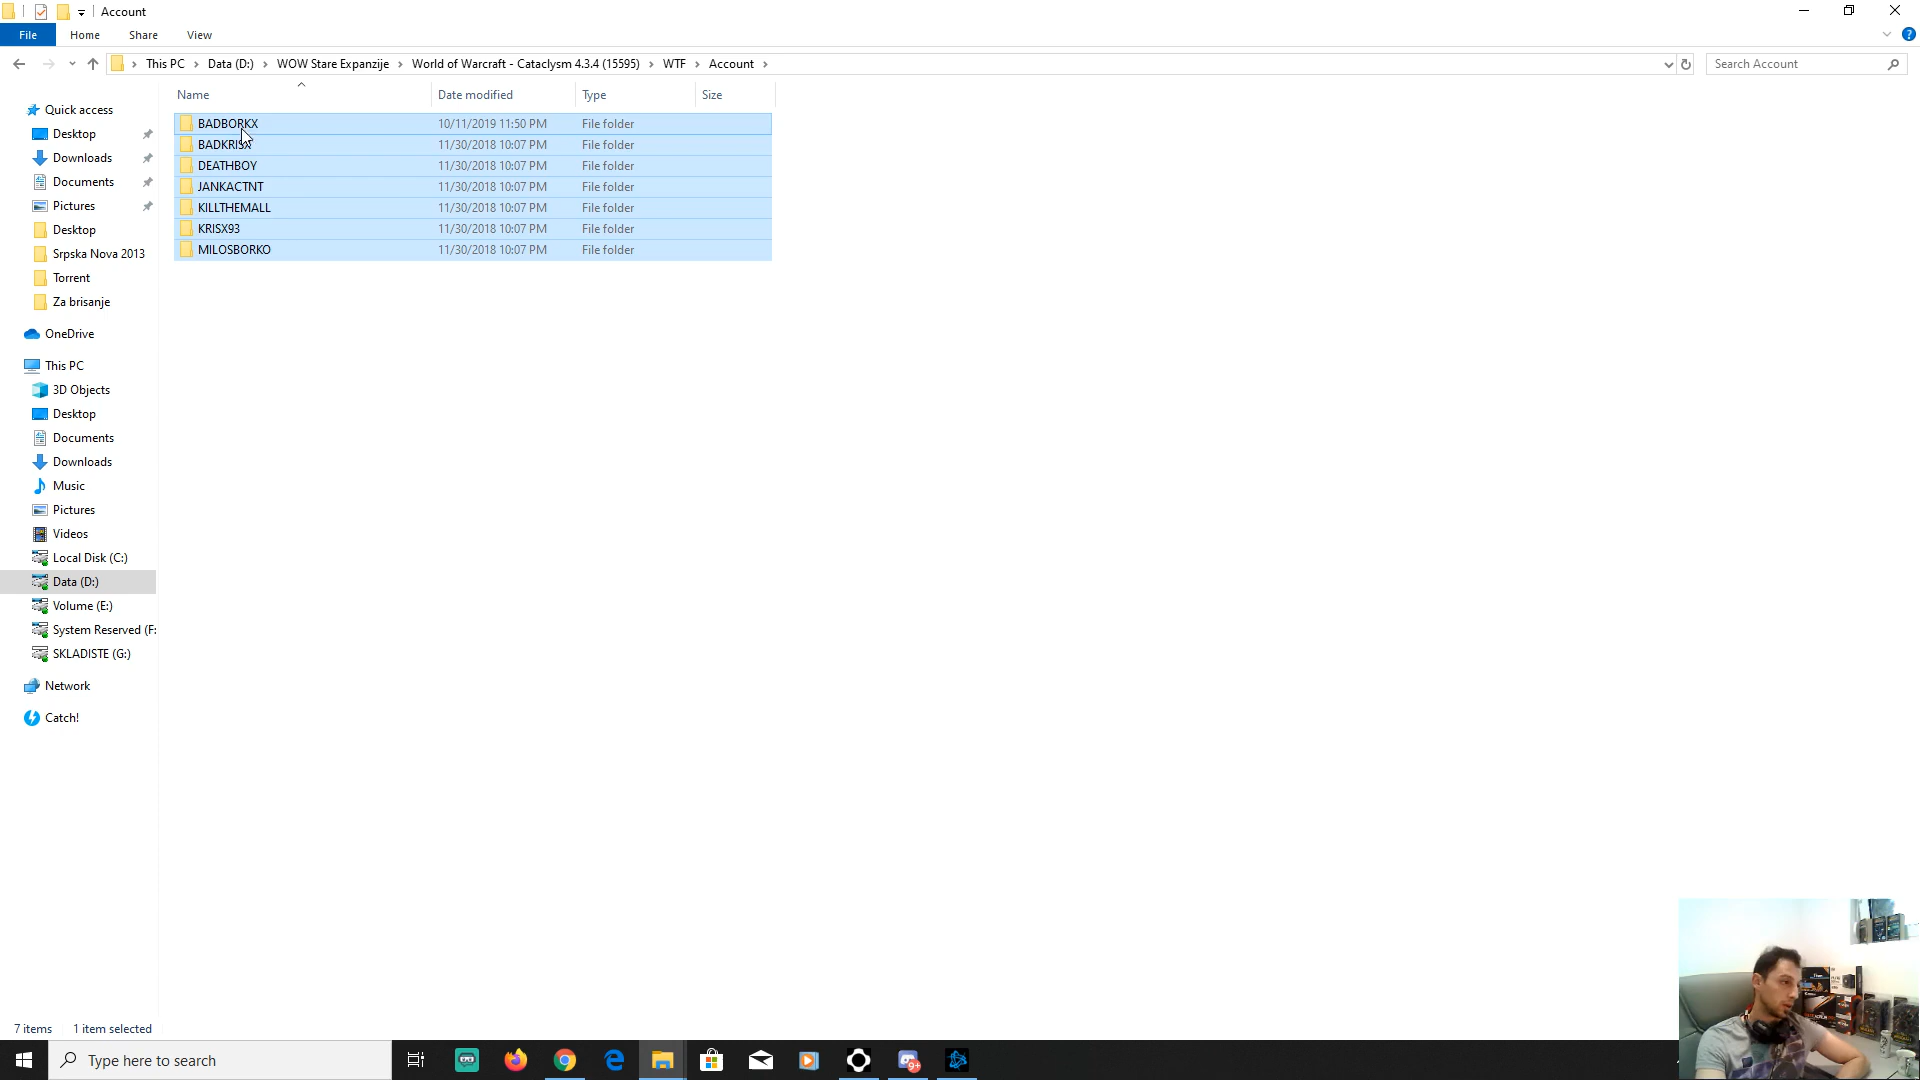 Account
File Home Share View
This PC Data (D:) WOW Stare Expanzije World of Warcraft - Cataclysm 4.3.4 (15595) WTF Account Search Account
Name Date modified Type Size
Quick access
Desktop
Downloads
Documents
Pictures
Desktop
Srpska Nova 2013
Torrent
Za brisanje
OneDrive
This PC
3D Objects
Desktop
Documents
Downloads
Music
Pictures
Videos
Local Disk (C:)
Data (D:)
Volume (E:)
System Reserved (F:
SKLADISTE (G:)
Network
Catch!
BADBORKX 10/11/2019 11:50 PM File folder
BADKRISX 11/30/2018 10:07 PM File folder
DEATHBOY 11/30/2018 10:07 PM File folder
JANKACTNT 11/30/2018 10:07 PM File folder
KILLTHEMALL 11/30/2018 10:07 PM File folder
KRISX93 11/30/2018 10:07 PM File folder
MILOSBORKO 11/30/2018 10:07 PM File folder
7 items 1 item selected
Type here to search
9+